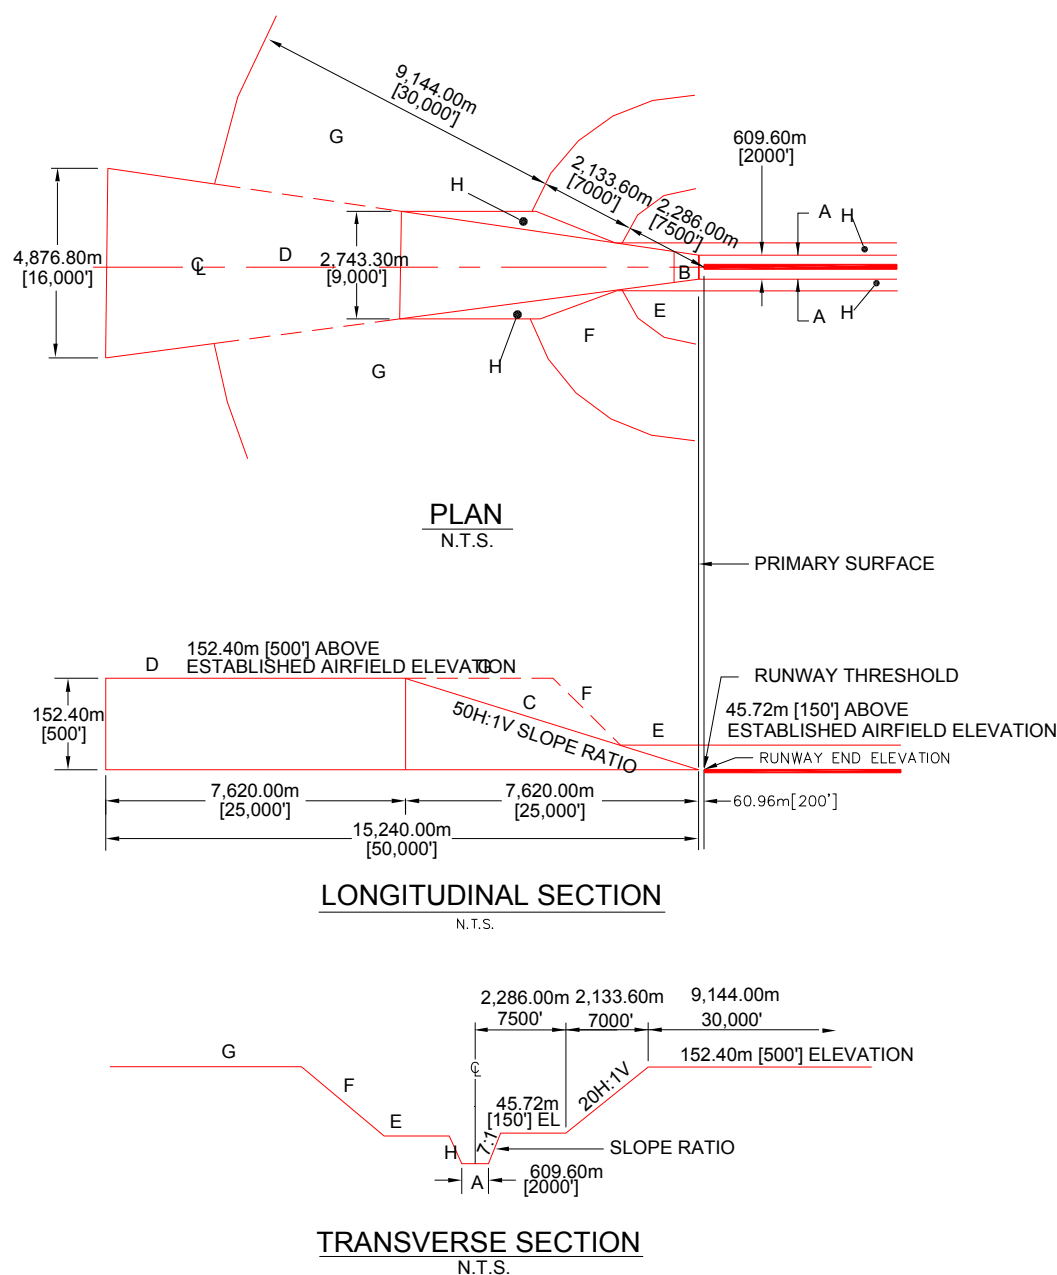 9,144.00m
[30,000']
G
609.60m
[2000']
2,133.60m
[7000']
H
2,286.00m
[7500']
A
H
4,876.80m
[16,000']
℄
D
2,743.30m
[9,000']
B
E
A
H
F
H
G
PLAN
N.T.S.
PRIMARY SURFACE
D
152.40m [500'] ABOVE
ESTABLISHED AIRFIELD ELEVATION
G
RUNWAY THRESHOLD
F
C
152.40m
[500']
50H:1V SLOPE RATIO
E
45.72m [150'] ABOVE
ESTABLISHED AIRFIELD ELEVATION
RUNWAY END ELEVATION
7,620.00m
[25,000']
7,620.00m
[25,000']
60.96m[200']
15,240.00m
[50,000']
LONGITUDINAL SECTION
N.T.S.
2,286.00m
7500'
2,133.60m
7000'
9,144.00m
30,000'
G
℄
152.40m [500'] ELEVATION
F
20H:1V
E
45.72m
[150'] EL
H
7:1
SLOPE RATIO
A
609.60m
[2000']
TRANSVERSE SECTION
N.T.S.